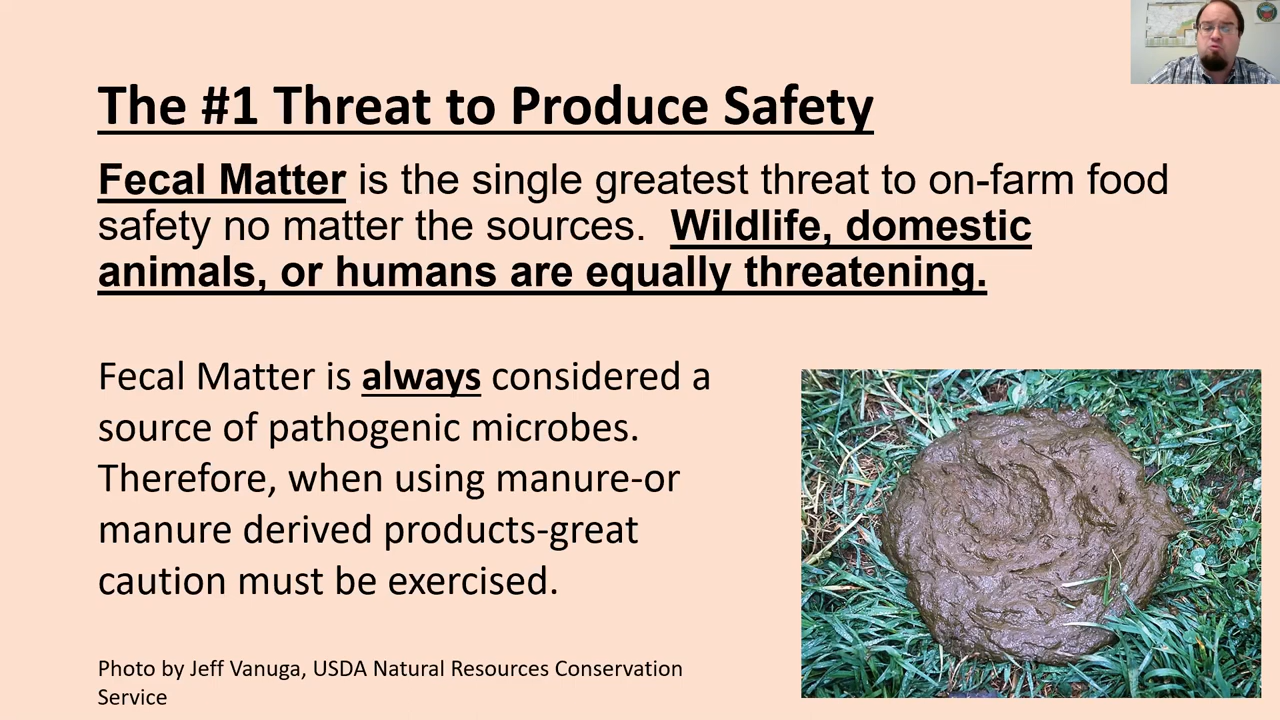 The #1 Threat to Produce Safety
Fecal Matter is the single greatest threat to on-farm food
safety no matter the sources.  Wildlife, domestic
animals, or humans are equally threatening.
Fecal Matter is always considered a
source of pathogenic microbes.
Therefore, when using manure-or
manure derived products-great
caution must be exercised.
Photo by Jeff Vanuga, USDA Natural Resources Conservation
Service